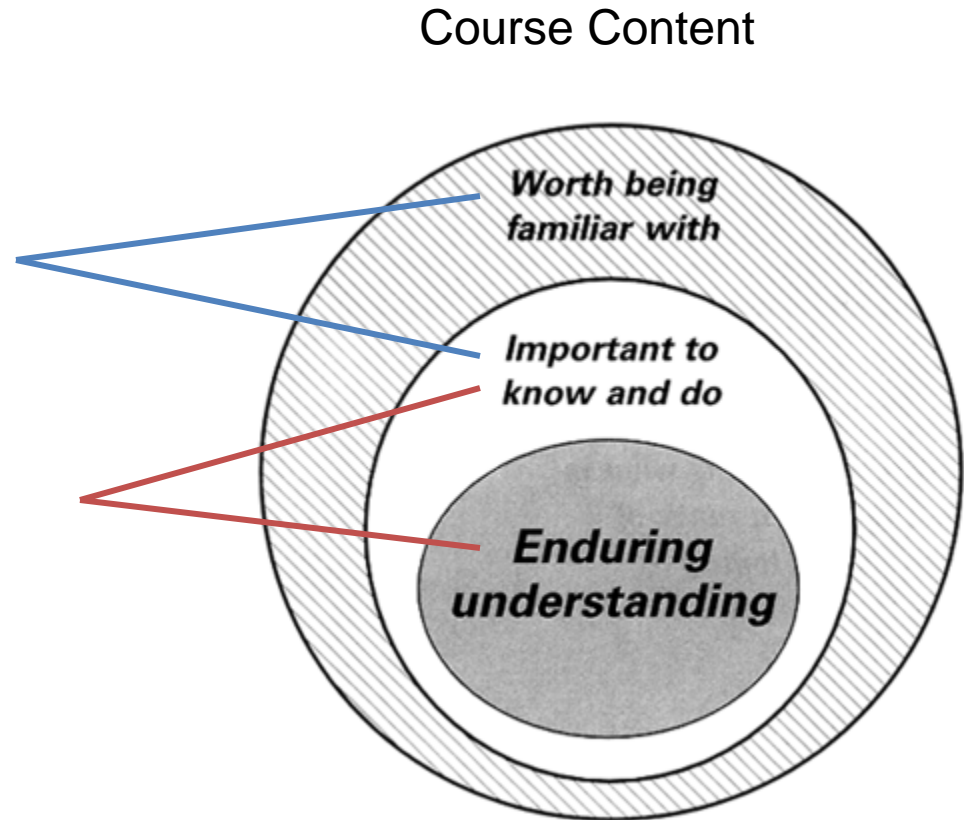 Course Content
Worth being
familiar with
Important to
know and do
Enduring
understanding